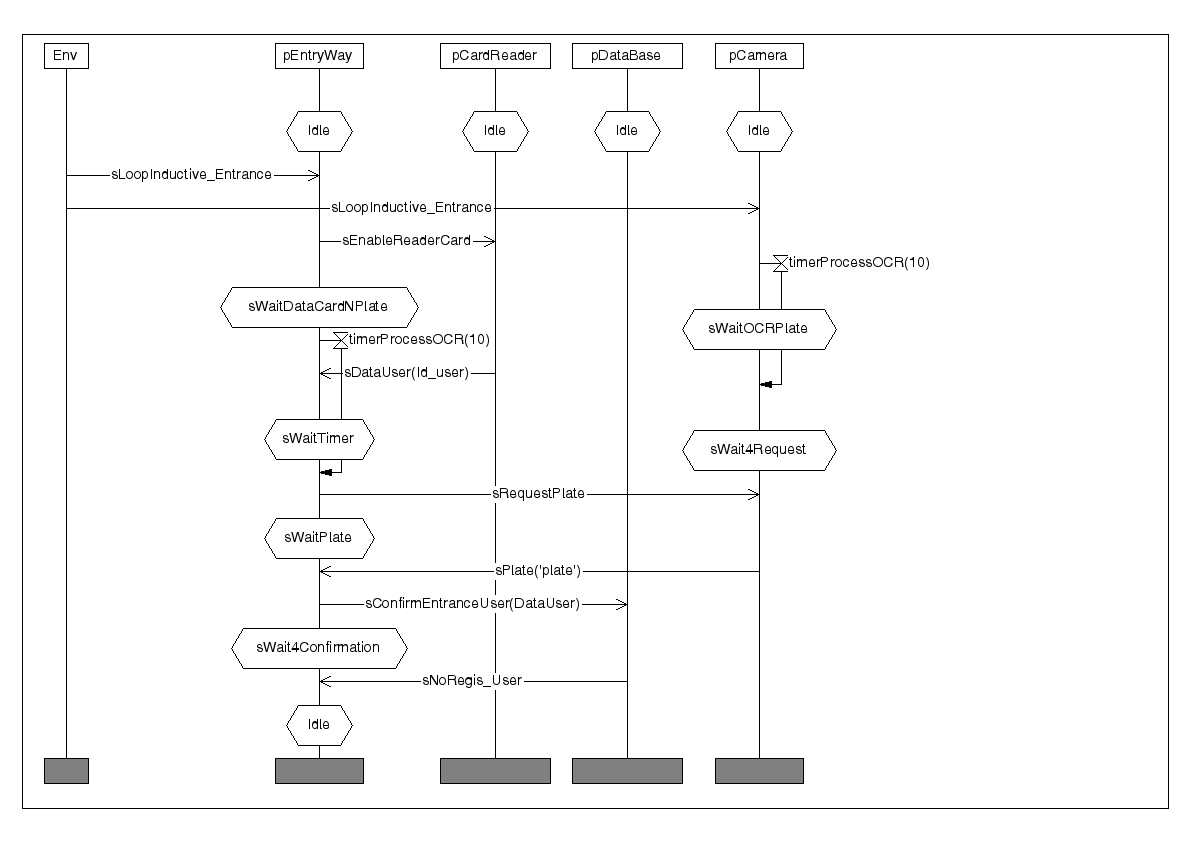 Env
pEntryWay
pCardReader
pDataBase
pCamera
Idle
Idle
Idle
Idle
sLoopInductive_Entrance
sLoopInductive_Entrance
sEnableReaderCard
timerProcessOCR(10)
sWaitDataCardNPlate
sWaitOCRPlate
timerProcessOCR(10)
sDataUser(Id_user)
sWaitTimer
sWait4Request
sRequestPlate
sWaitPlate
sPlate('plate')
sConfirmEntranceUser(DataUser)
sWait4Confirmation
sNoRegis_User
Idle